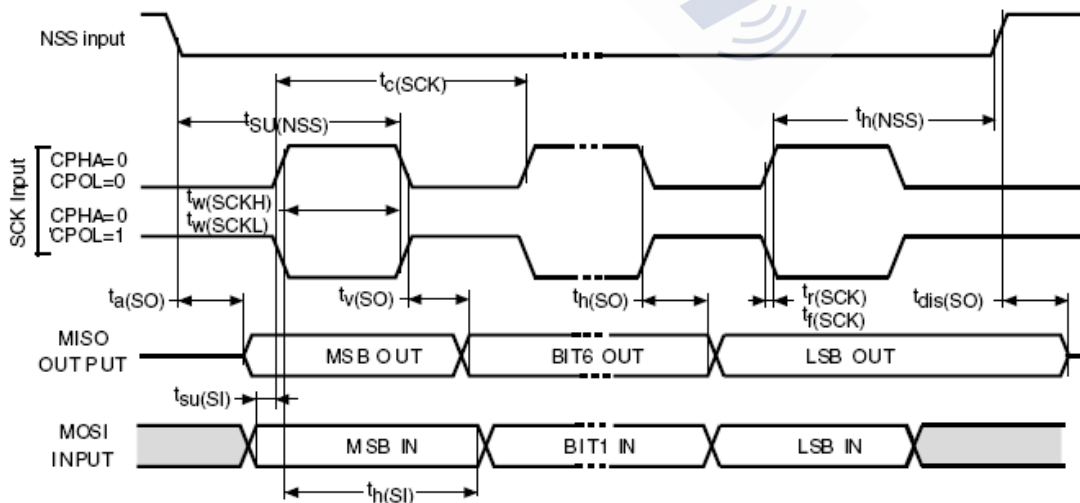 NSS input
tc(SCK)
tSU(NSS)
th(NSS)
SCK Input
CPHA=0
CPOL=0
tw(SCKH)
CPHA=0
tw(SCKL)
CPOL=1
ta(SO)
tv(SO)
th(SO)
tr(SCK)
tf(SCK)
tdis(SO)
MISO
OUTPUT
MSB OUT
BIT6 OUT
LSB OUT
tsu(SI)
MOSI
INPUT
MSB IN
BIT1 IN
LSB IN
th(SI)